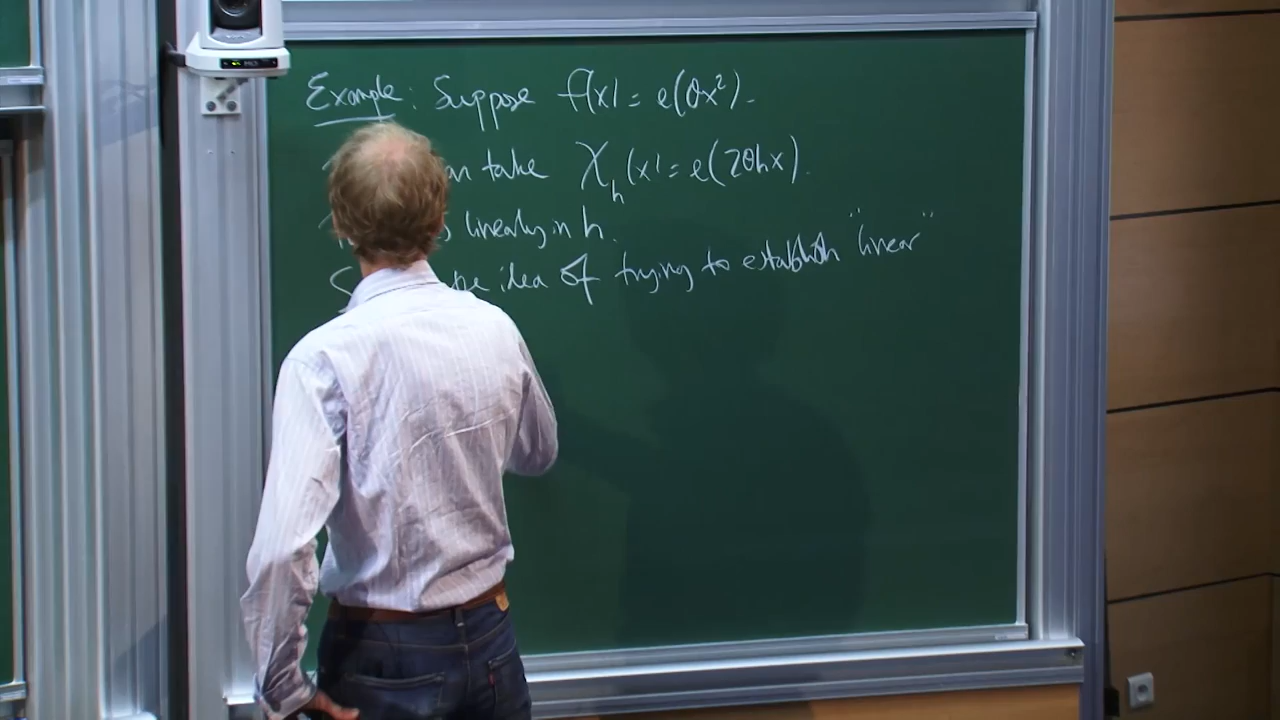 Example: Suppose f(x) = e(θx²).
can take χ_h(x) = e(2θhx).
linearly in h.
idea of trying to establish "linear"